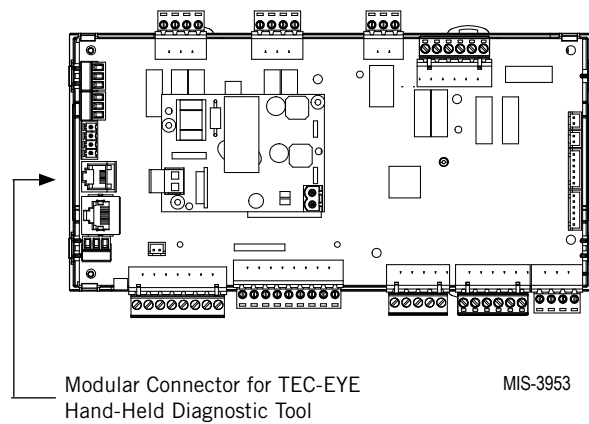 Modular Connector for TEC-EYE
Hand-Held Diagnostic Tool
MIS-3953